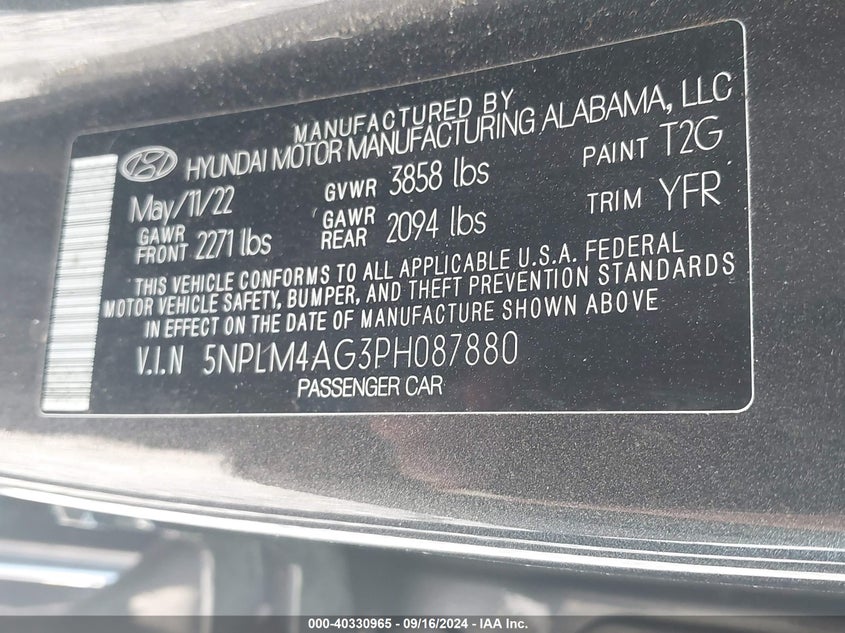 MANUFACTURED BY
HYUNDAI MOTOR MANUFACTURING ALABAMA, LLC
May/11/22 GVWR 3858 lbs PAINT T2G
GAWR FRONT 2271 lbs GAWR REAR 2094 lbs TRIM YFR
THIS VEHICLE CONFORMS TO ALL APPLICABLE U.S.A. FEDERAL
MOTOR VEHICLE SAFETY, BUMPER, AND THEFT PREVENTION STANDARDS
IN EFFECT ON THE DATE OF MANUFACTURE SHOWN ABOVE
V.I.N 5NPLM4AG3PH087880
PASSENGER CAR
000-40330965 - 09/16/2024 - IAA Inc.